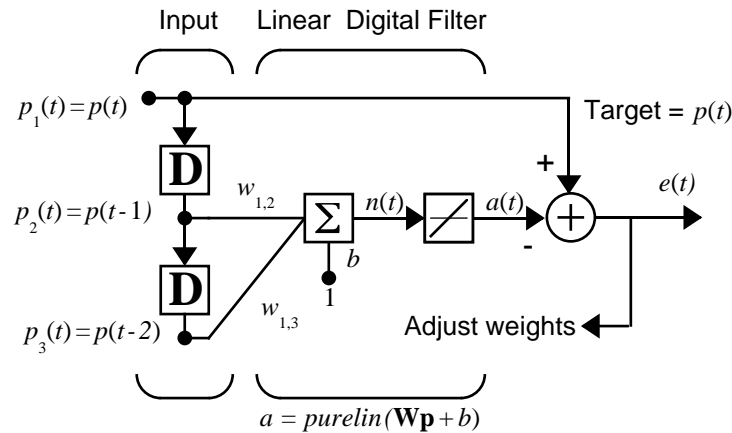 Input
Linear Digital Filter
p1(t) = p(t)
Target = p(t)
D
+
w1,2
n(t)
a(t)
e(t)
p2(t) = p(t-1)
Σ
+
-
b
D
1
w1,3
p3(t) = p(t-2)
Adjust weights
a = purelin(Wp + b)